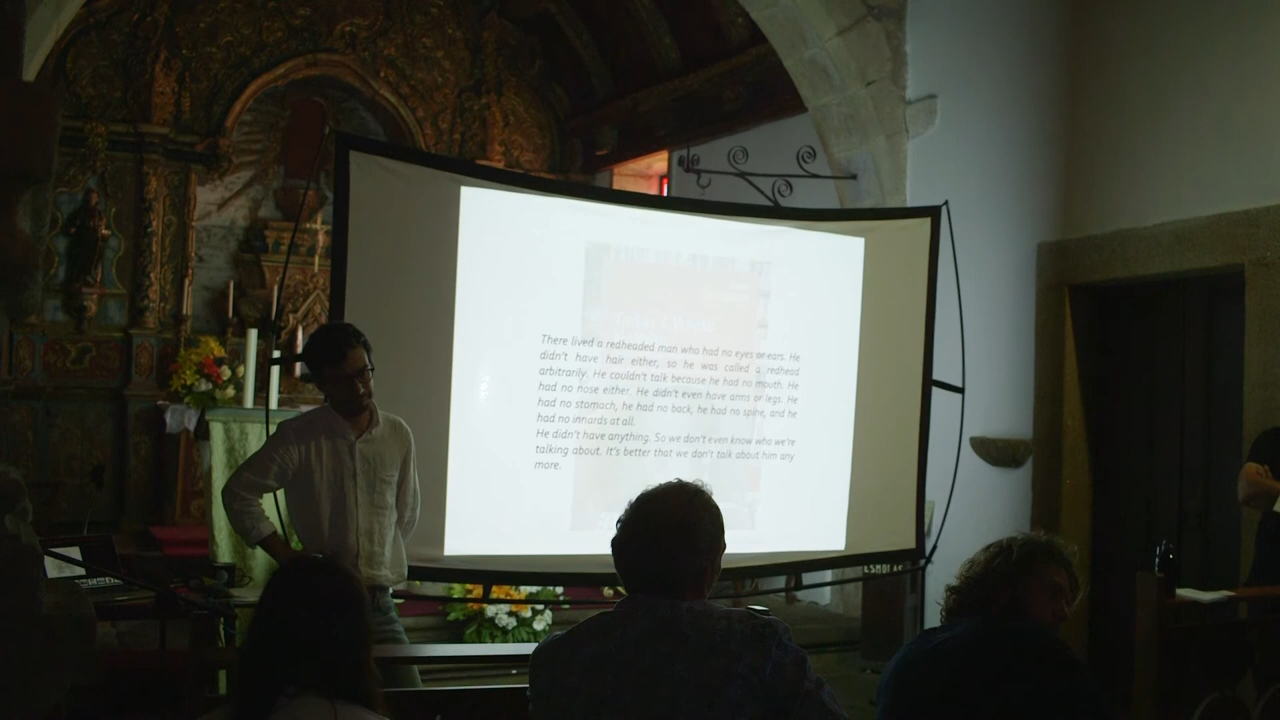 There lived a redheaded man who had no eyes or ears. He
didn't have hair either, so he was called a redhead
arbitrarily. He couldn't talk because he had no mouth. He
had no nose either. He didn't even have arms or legs. He
had no stomach, he had no back, he had no spine, and he
had no innards at all.
He didn't have anything. So we don't even know who we're
talking about. It's better that we don't talk about him any
more.